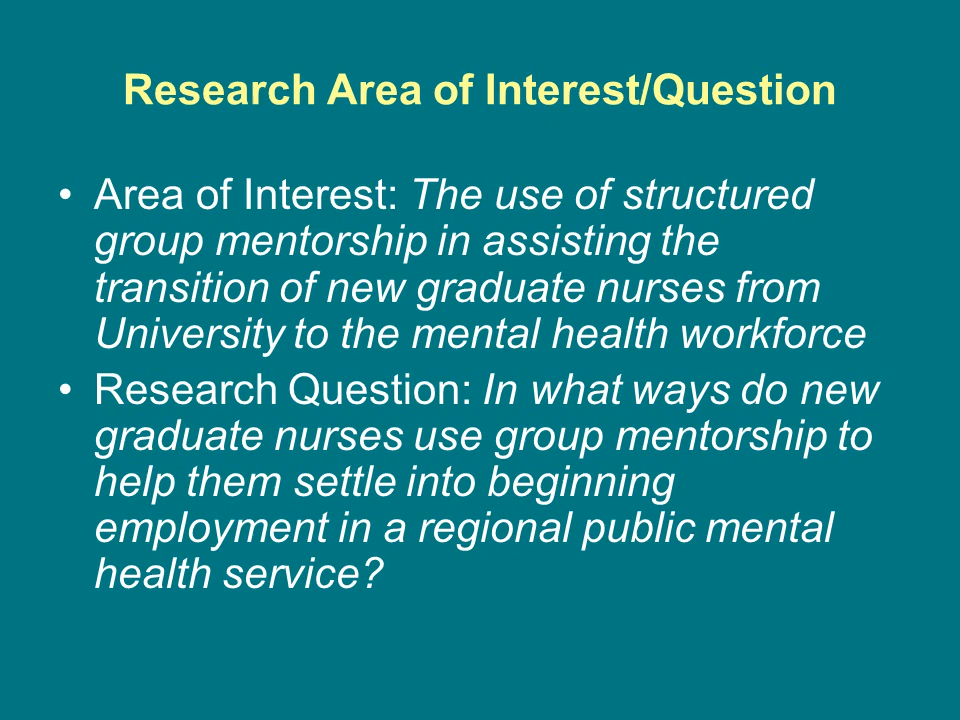 Research Area of Interest/Question
• Area of Interest: The use of structured
group mentorship in assisting the
transition of new graduate nurses from
University to the mental health workforce
• Research Question: In what ways do new
graduate nurses use group mentorship to
help them settle into beginning
employment in a regional public mental
health service?